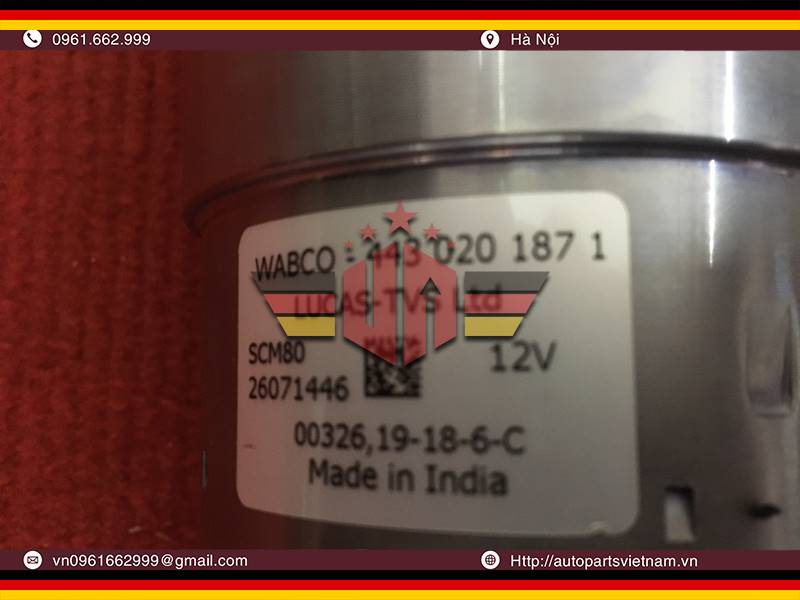 0961.662.999
Hà Nội
WABCO : 443 020 187 1
LUCAS-TVS Ltd
SCM80
12V
26071446
00326,19-18-6-C
Made in India
vn0961662999@gmail.com
Http://autopartsvietnam.vn